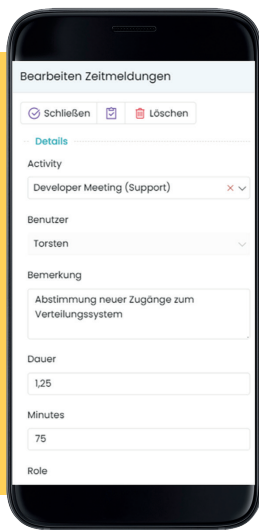 Bearbeiten Zeitmeldungen
Schließen
Löschen
Details
Activity
Developer Meeting (Support)
Benutzer
Torsten
Bemerkung
Abstimmung neuer Zugänge zum
Verteilungssystem
Dauer
1,25
Minutes
75
Role